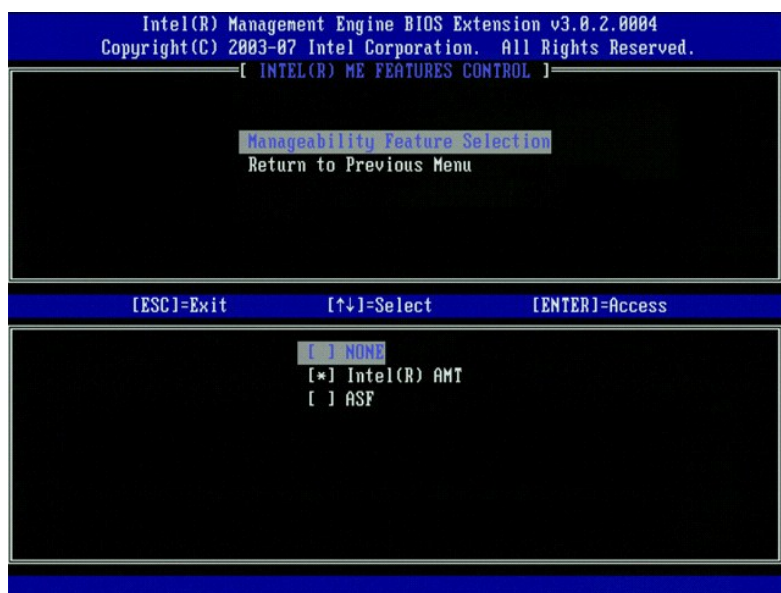 Intel(R) Management Engine BIOS Extension v3.0.2.0004
Copyright(C) 2003-07 Intel Corporation. All Rights Reserved.
[ INTEL(R) ME FEATURES CONTROL ]
Manageability Feature Selection
Return to Previous Menu
[ESC]=Exit [↑↓]=Select [ENTER]=Access
[ ] NONE
[*] Intel(R) AMT
[ ] ASF